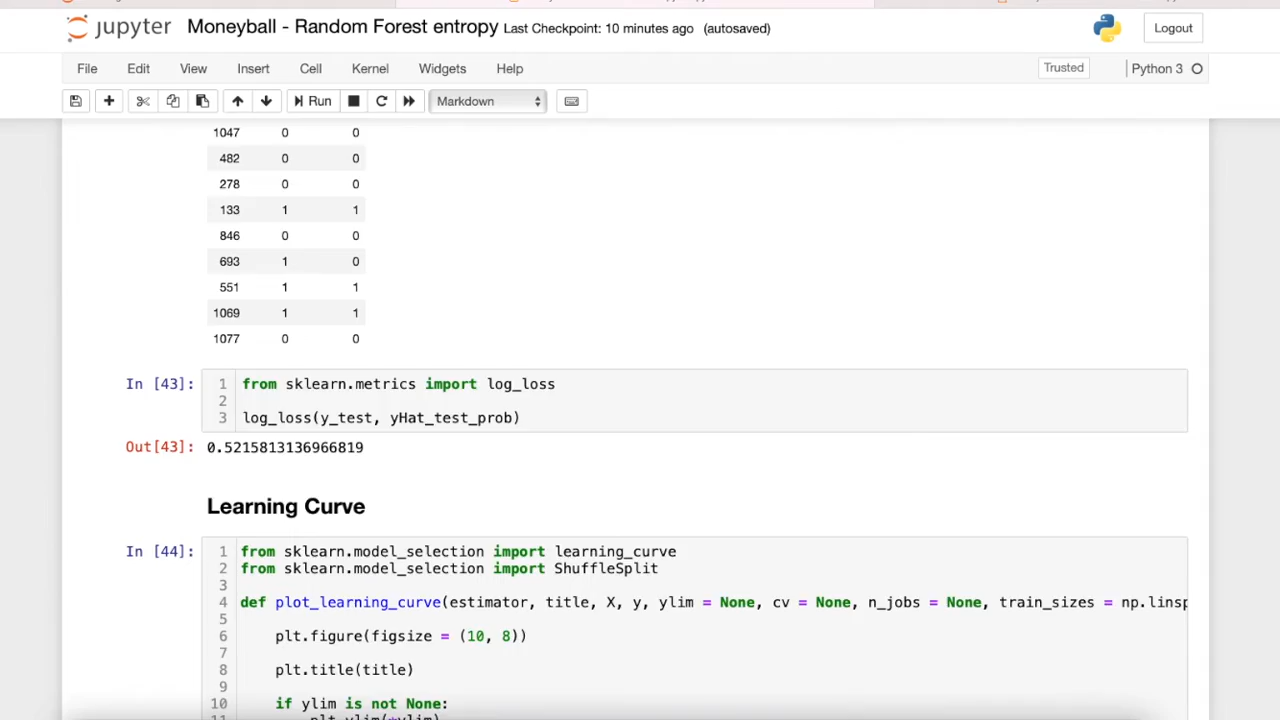 jupyter Moneyball - Random Forest entropy Last Checkpoint: 10 minutes ago (autosaved) Logout
File Edit View Insert Cell Kernel Widgets Help Trusted Python 3
Run Markdown
1047 0 0
482 0 0
278 0 0
133 1 1
846 0 0
693 1 0
551 1 1
1069 1 1
1077 0 0
In [43]: 1 from sklearn.metrics import log_loss
2
3 log_loss(y_test, yHat_test_prob)
Out[43]: 0.5215813136966819
Learning Curve
In [44]: 1 from sklearn.model_selection import learning_curve
2 from sklearn.model_selection import ShuffleSplit
3
4 def plot_learning_curve(estimator, title, X, y, ylim = None, cv = None, n_jobs = None, train_sizes = np.linsp
5
6 plt.figure(figsize = (10, 8))
7
8 plt.title(title)
9
10 if ylim is not None:
11 plt.ylim(*ylim)